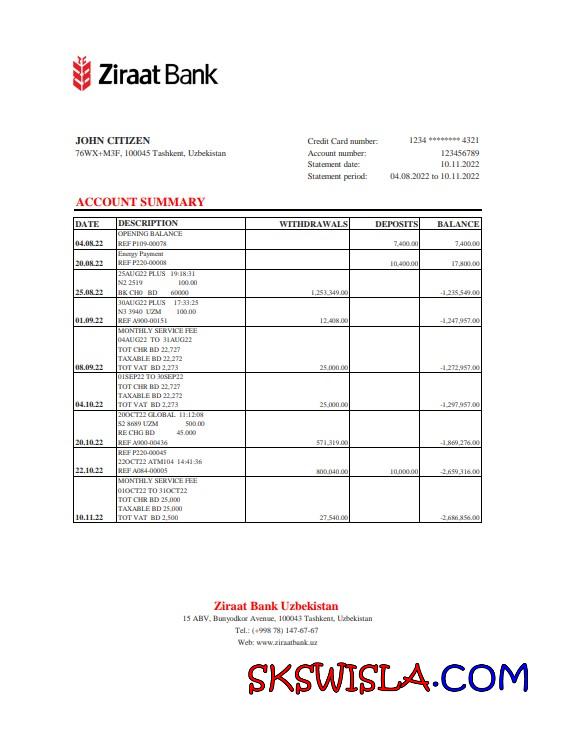 Ziraat Bank
JOHN CITIZEN
76WX+M3F, 100045 Tashkent, Uzbekistan
Credit Card number: 1234 ******** 4321
Account number: 123456789
Statement date: 10.11.2022
Statement period: 04.08.2022 to 10.11.2022
ACCOUNT SUMMARY
DATE DESCRIPTION WITHDRAWALS DEPOSITS BALANCE
OPENING BALANCE
04.08.22 REF P109-00078 7,400.00 7,400.00
Energy Payment
20.08.22 REF P220-00008 10,400.00 17,800.00
25AUG22 PLUS 19:18:31
N2 2519 100.00
25.08.22 BK CH0 BD 60000 1,253,349.00 -1,235,549.00
30AUG22 PLUS 17:33:25
N3 3940 UZM 100.00
01.09.22 REF A900-00151 12,408.00 -1,247,957.00
MONTHLY SERVICE FEE
04AUG22 TO 31AUG22
TOT CHR BD 22,727
TAXABLE BD 22,272
08.09.22 TOT VAT BD 2,273 25,000.00 -1,272,957.00
01SEP22 TO 30SEP22
TOT CHR BD 22,727
TAXABLE BD 22,272
04.10.22 TOT VAT BD 2,273 25,000.00 -1,297,957.00
20OCT22 GLOBAL 11:12:08
S2 8689 UZM 500.00
RE CHG BD 45.000
20.10.22 REF A900-00436 571,319.00 -1,869,276.00
REF P220-00045
22OCT22 ATM104 14:41:36
22.10.22 REF A084-00005 800,040.00 10,000.00 -2,659,316.00
MONTHLY SERVICE FEE
01OCT22 TO 31OCT22
TOT CHR BD 25,000
TAXABLE BD 25,000
10.11.22 TOT VAT BD 2,500 27,540.00 -2,686,856.00
Ziraat Bank Uzbekistan
15 ABV, Bunyodkor Avenue, 100043 Tashkent, Uzbekistan
Tel.: (+998 78) 147-67-67
Web: www.ziraatbank.uz
SKSWISLA.COM